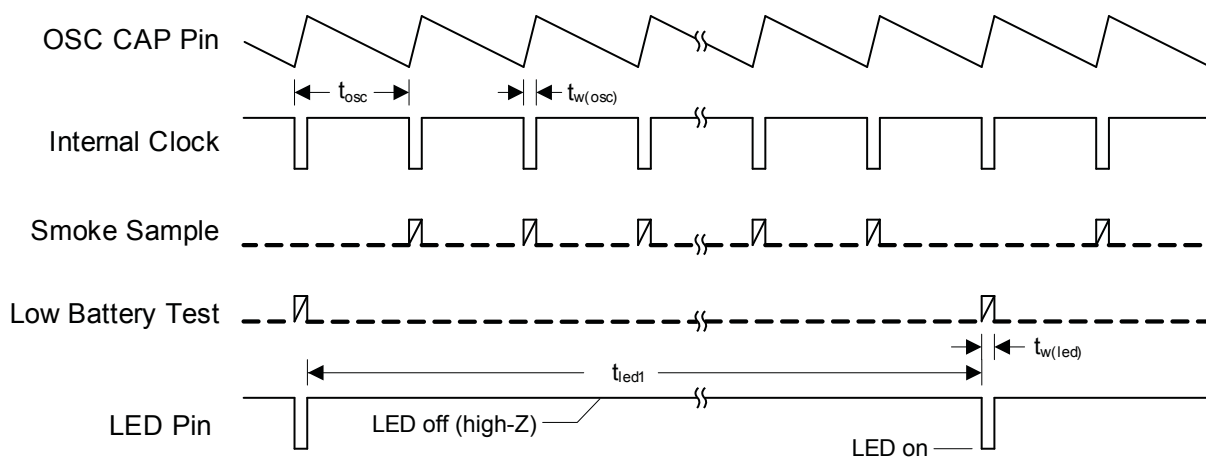 OSC CAP Pin
tosc
tw(osc)
Internal Clock
Smoke Sample
Low Battery Test
tw(led)
tled1
LED Pin
LED off (high-Z)
LED on